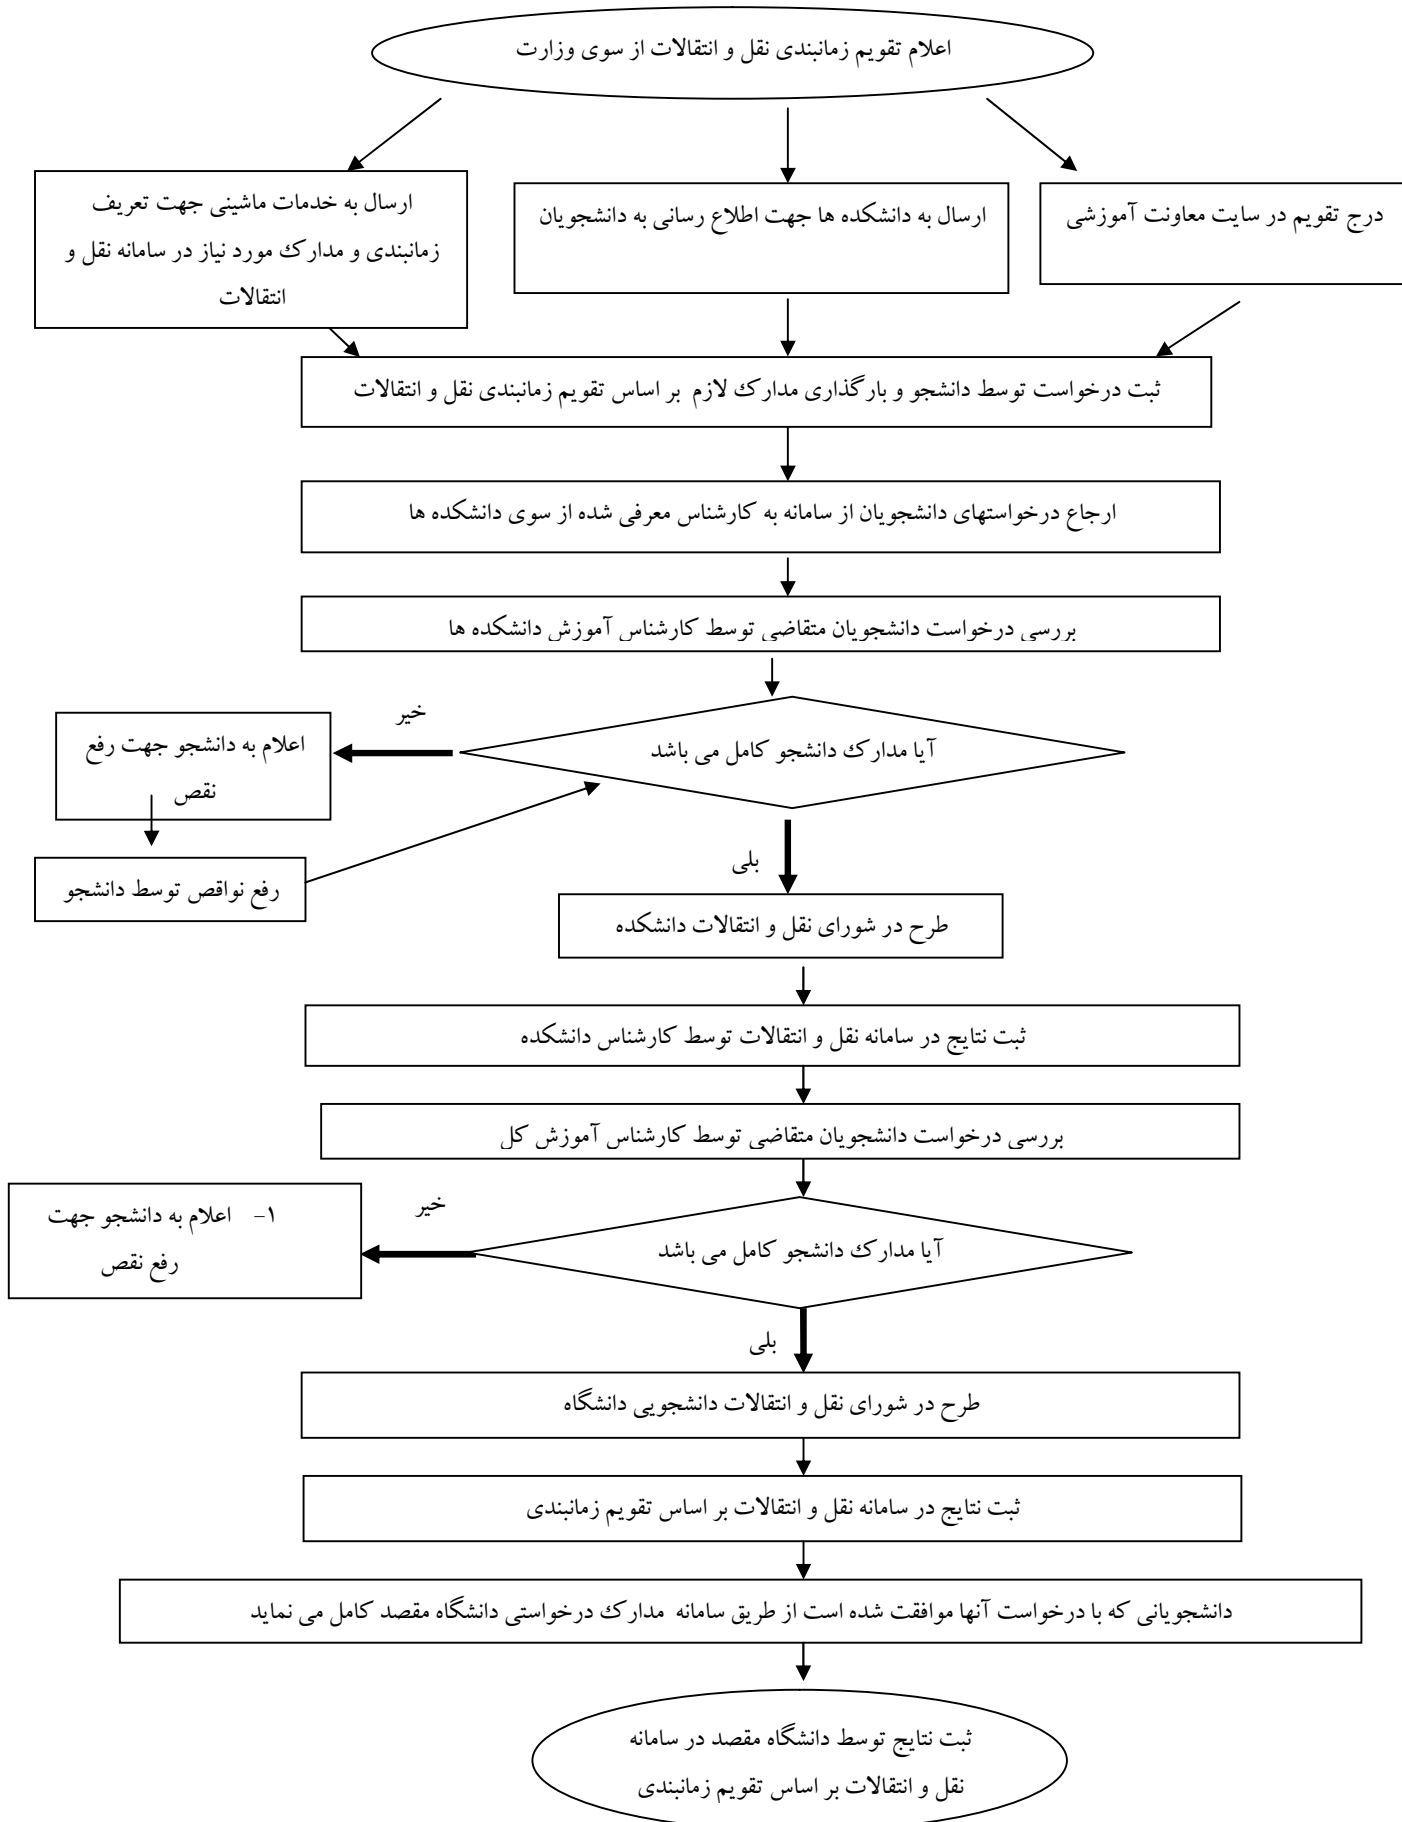 اعلام تقویم زمانبندی نقل و انتقالات از سوی وزارت
درج تقویم در سایت معاونت آموزشی
ارسال به دانشکده ها جهت اطلاع رسانی به دانشجویان
ارسال به خدمات ماشینی جهت تعریف
زمانبندی و مدارک مورد نیاز در سامانه نقل و
انتقالات
ثبت درخواست توسط دانشجو و بارگذاری مدارک لازم بر اساس تقویم زمانبندی نقل و انتقالات
ارجاع درخواستهای دانشجویان از سامانه به کارشناس معرفی شده از سوی دانشکده ها
بررسی درخواست دانشجویان متقاضی توسط کارشناس آموزش دانشکده ها
آیا مدارک دانشجو کامل می باشد
خیر
اعلام به دانشجو جهت رفع
نقص
رفع نواقص توسط دانشجو
بلی
طرح در شورای نقل و انتقالات دانشکده
ثبت نتایج در سامانه نقل و انتقالات توسط کارشناس دانشکده
بررسی درخواست دانشجویان متقاضی توسط کارشناس آموزش کل
آیا مدارک دانشجو کامل می باشد
خیر
۱- اعلام به دانشجو جهت
رفع نقص
بلی
طرح در شورای نقل و انتقالات دانشجویی دانشگاه
ثبت نتایج در سامانه نقل و انتقالات بر اساس تقویم زمانبندی
دانشجویانی که با درخواست آنها موافقت شده است از طریق سامانه مدارک درخواستی دانشگاه مقصد کامل می نماید
ثبت نتایج توسط دانشگاه مقصد در سامانه
نقل و انتقالات بر اساس تقویم زمانبندی